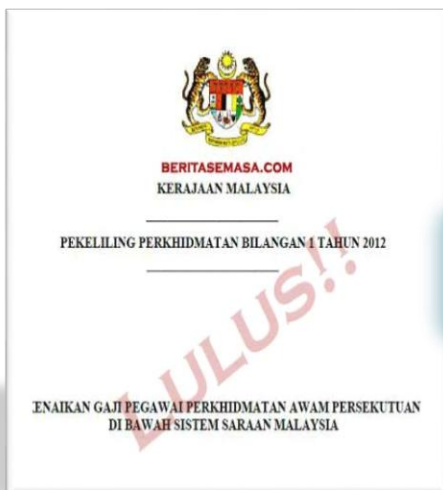 BERITASEMASA.COM
KERAJAAN MALAYSIA
PEKELILING PERKHIDMATAN BILANGAN 1 TAHUN 2012
LULUS!!
ENAIKAN GAJI PEGAWAI PERKHIDMATAN AWAM PERSEKUTUAN
DI BAWAH SISTEM SARAAN MALAYSIA